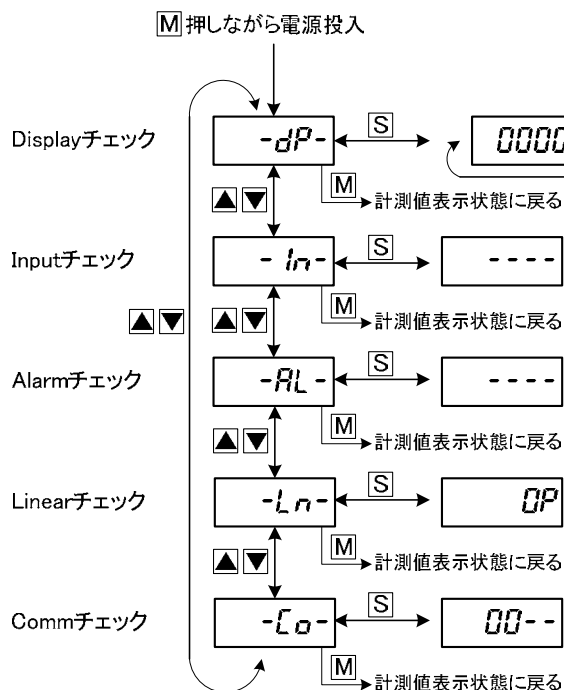 M 押しながら電源投入
Displayチェック
-dP-
S
0000
▲▼
M
計測値表示状態に戻る
Inputチェック
-In-
S
----
▲▼
▲▼
M
計測値表示状態に戻る
Alarmチェック
-AL-
S
----
▲▼
M
計測値表示状態に戻る
Linearチェック
-Ln-
S
OP
▲▼
M
計測値表示状態に戻る
Commチェック
-Co-
S
00--
M
計測値表示状態に戻る